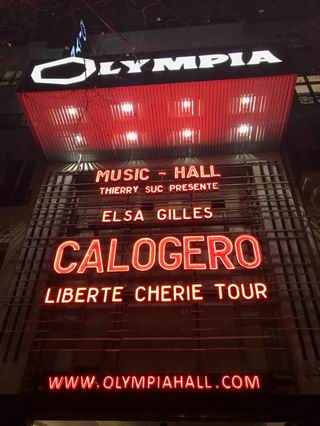 OLYMPIA
MUSIC - HALL
THIERRY SUC PRESENTE
ELSA GILLES
CALOGERO
LIBERTE CHERIE TOUR
WWW.OLYMPIAHALL.COM